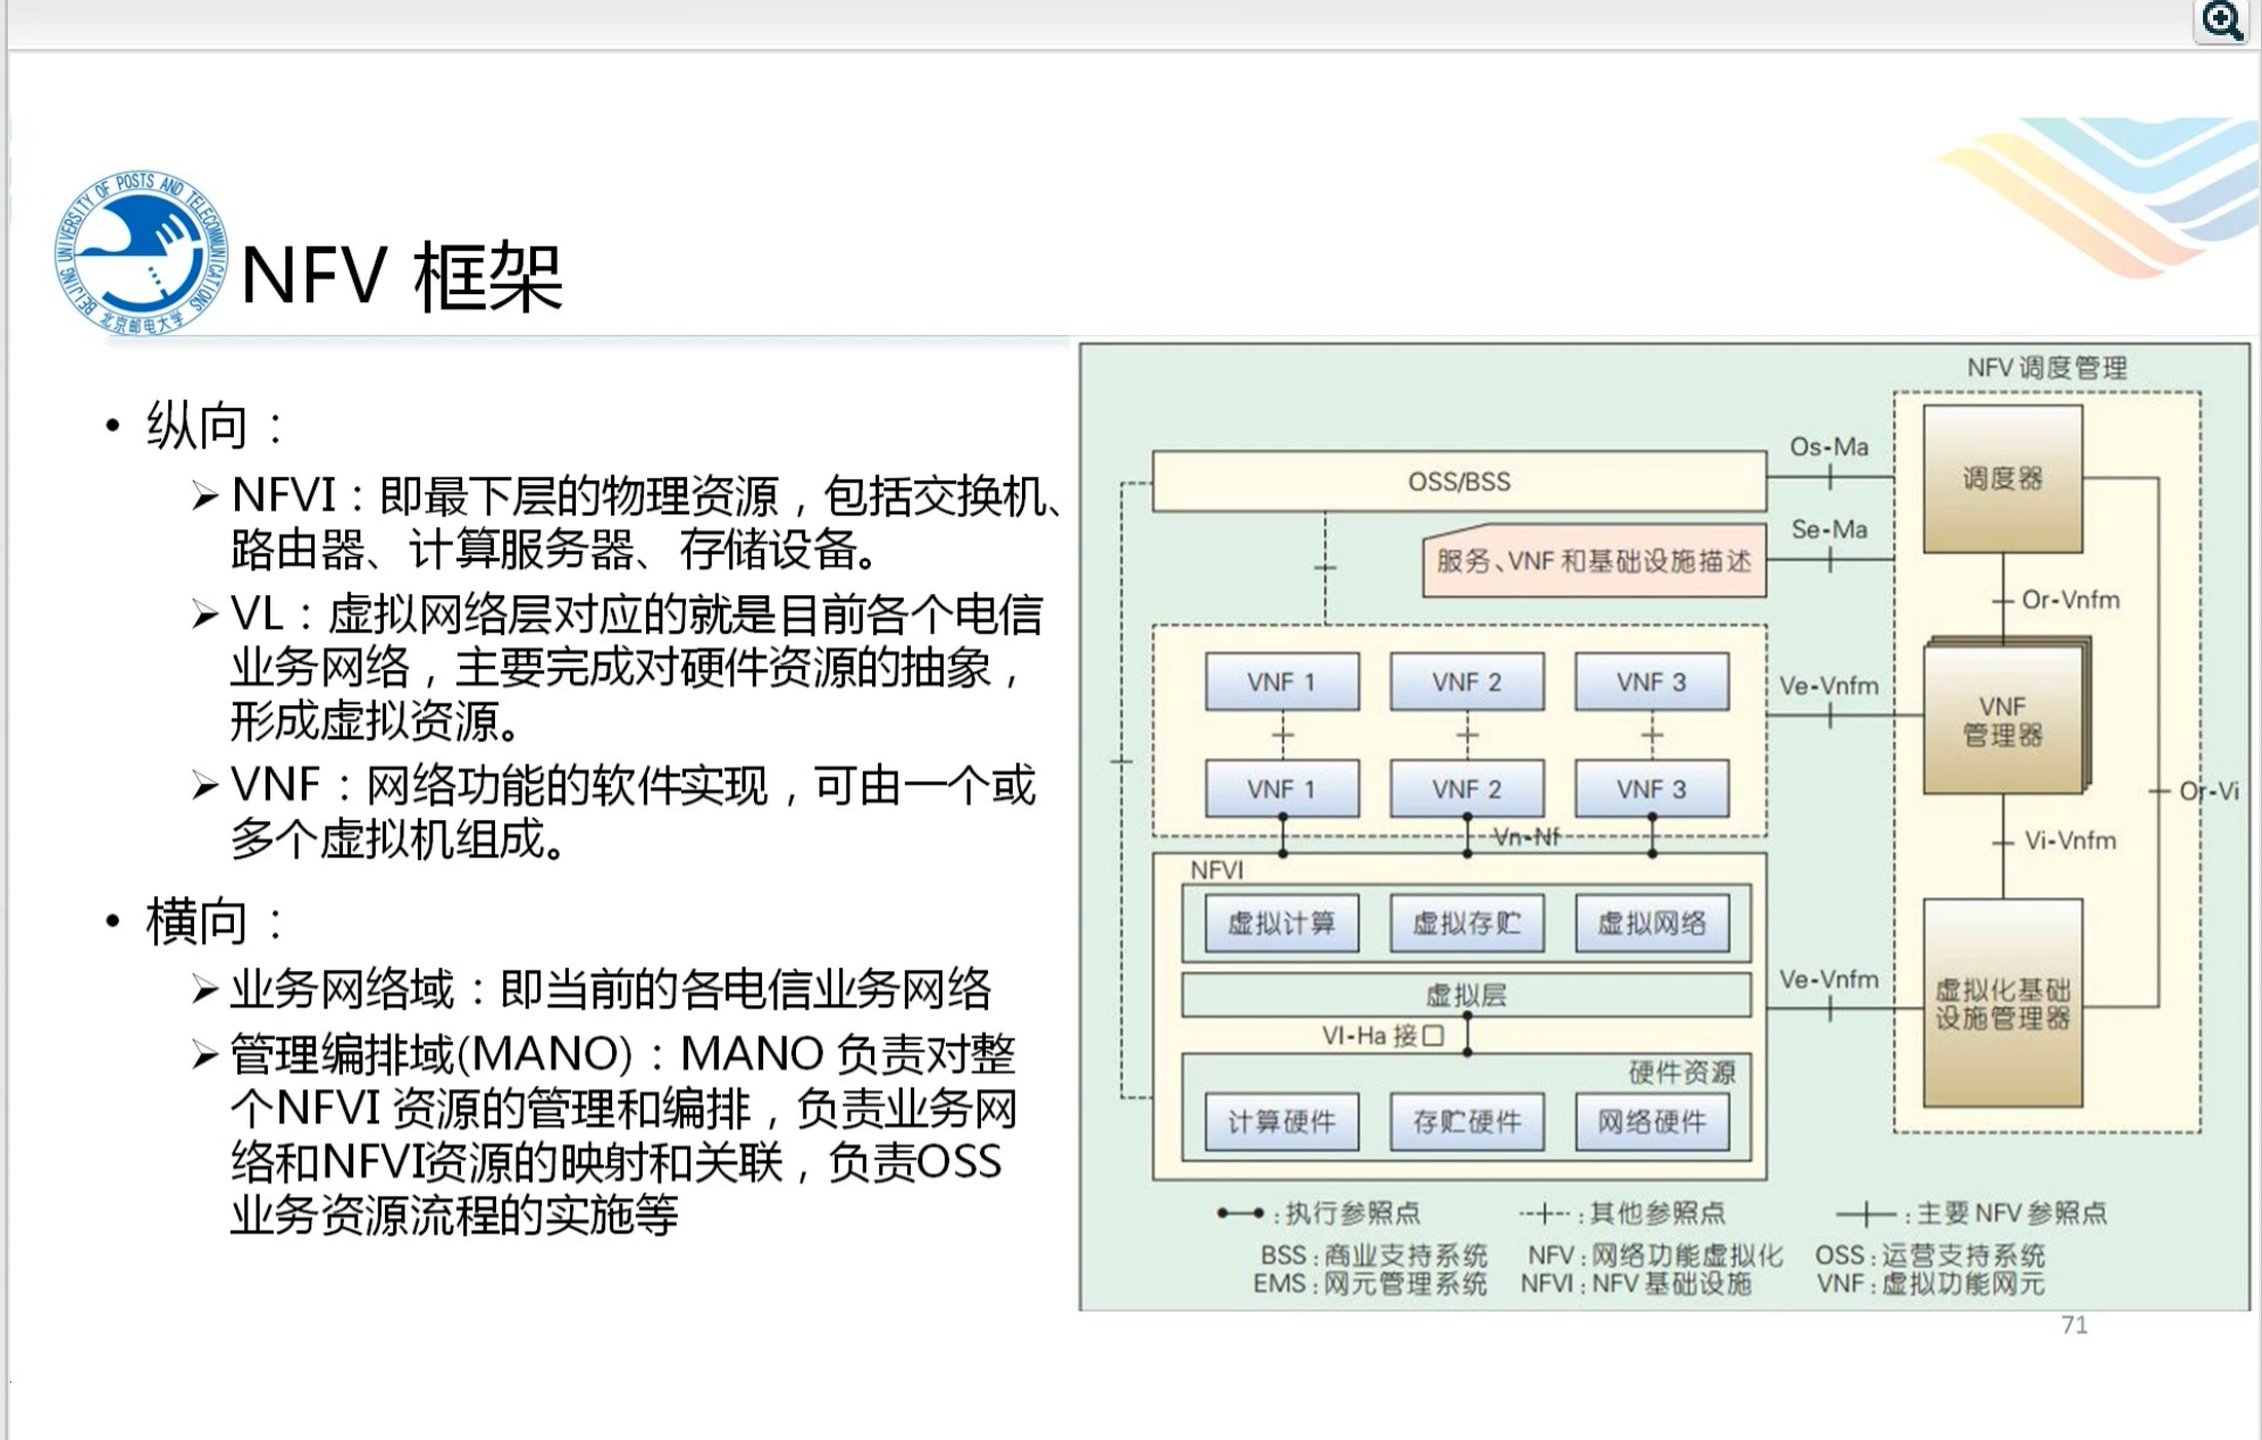 BEIJING UNIVERSITY OF POSTS AND TELECOMMUNICATIONS
北京邮电大学
NFV 框架
• 纵向：
➢ NFVI：即最下层的物理资源，包括交换机、
路由器、计算服务器、存储设备。
➢ VL：虚拟网络层对应的就是目前各个电信
业务网络，主要完成对硬件资源的抽象，
形成虚拟资源。
➢ VNF：网络功能的软件实现，可由一个或
多个虚拟机组成。
• 横向：
➢ 业务网络域：即当前的各电信业务网络
➢ 管理编排域(MANO)：MANO 负责对整
个NFVI 资源的管理和编排，负责业务网
络和NFVI资源的映射和关联，负责OSS
业务资源流程的实施等
NFV 调度管理
OSS/BSS
Os-Ma
调度器
服务、VNF 和基础设施描述
Se-Ma
Or-Vnfm
VNF 1
VNF 2
VNF 3
Ve-Vnfm
VNF
管理器
VNF 1
VNF 2
VNF 3
Or-Vi
Vn-Nf
Vi-Vnfm
NFVI
虚拟计算
虚拟存贮
虚拟网络
虚拟层
Ve-Vnfm
虚拟化基础
设施管理器
VI-Ha 接口
硬件资源
计算硬件
存贮硬件
网络硬件
：执行参照点
：其他参照点
：主要 NFV 参照点
BSS：商业支持系统 NFV：网络功能虚拟化 OSS：运营支持系统
EMS：网元管理系统 NFVI：NFV 基础设施 VNF：虚拟功能网元
71